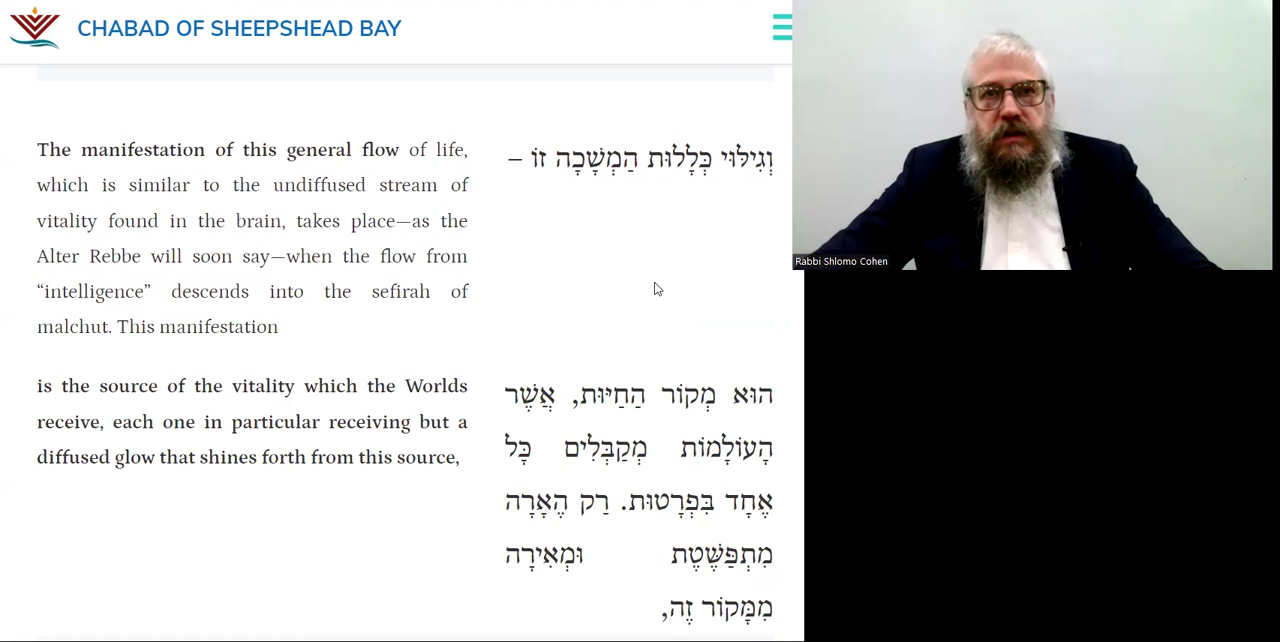 CHABAD OF SHEEPSHEAD BAY
The manifestation of this general flow of life,
which is similar to the undiffused stream of
vitality found in the brain, takes place—as the
Alter Rebbe will soon say—when the flow from
“intelligence” descends into the sefirah of
malchut. This manifestation
וְגִילּוּי כְּלָלוּת הַמְשָׁכָה זוֹ –
is the source of the vitality which the Worlds
receive, each one in particular receiving but a
diffused glow that shines forth from this source,
הוּא מְקוֹר הַחַיּוּת, אֲשֶׁר
הָעוֹלָמוֹת מְקַבְּלִים כָּל
אֶחָד בִּפְרָטוּת. רַק הֶאָרָה
מִתְפַּשֶּׁטֶת וּמְאִירָה
מִמָּקוֹר זֶה,
Rabbi Shlomo Cohen